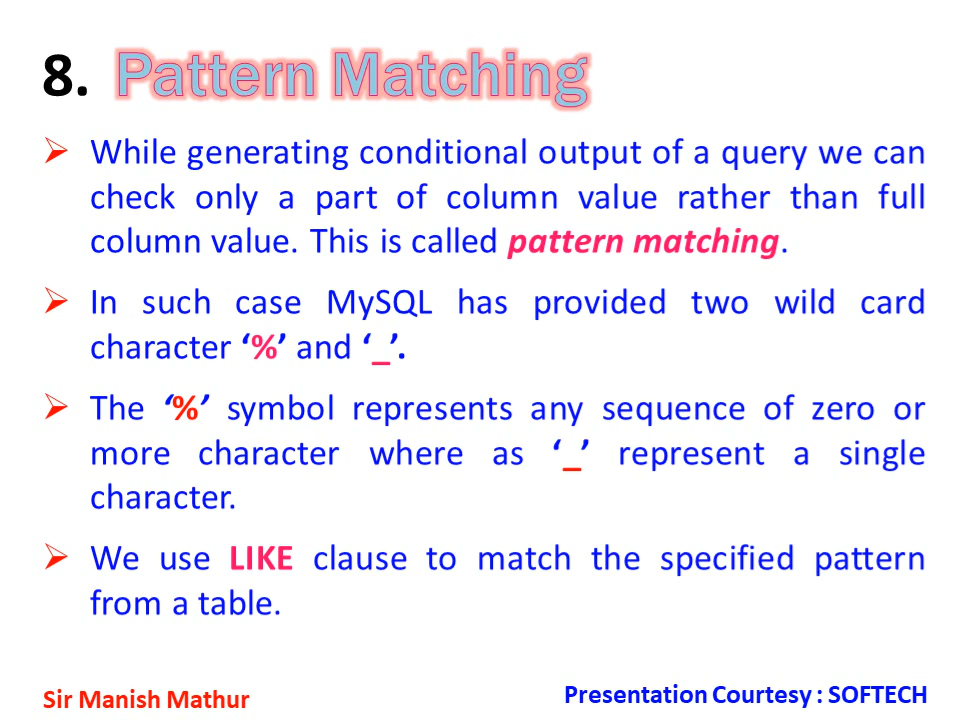 8. Pattern Matching
➢ While generating conditional output of a query we can
check only a part of column value rather than full
column value. This is called pattern matching.
➢ In such case MySQL has provided two wild card
character ‘%’ and ‘_’.
➢ The ‘%’ symbol represents any sequence of zero or
more character where as ‘_’ represent a single
character.
➢ We use LIKE clause to match the specified pattern
from a table.
Sir Manish Mathur
Presentation Courtesy : SOFTECH